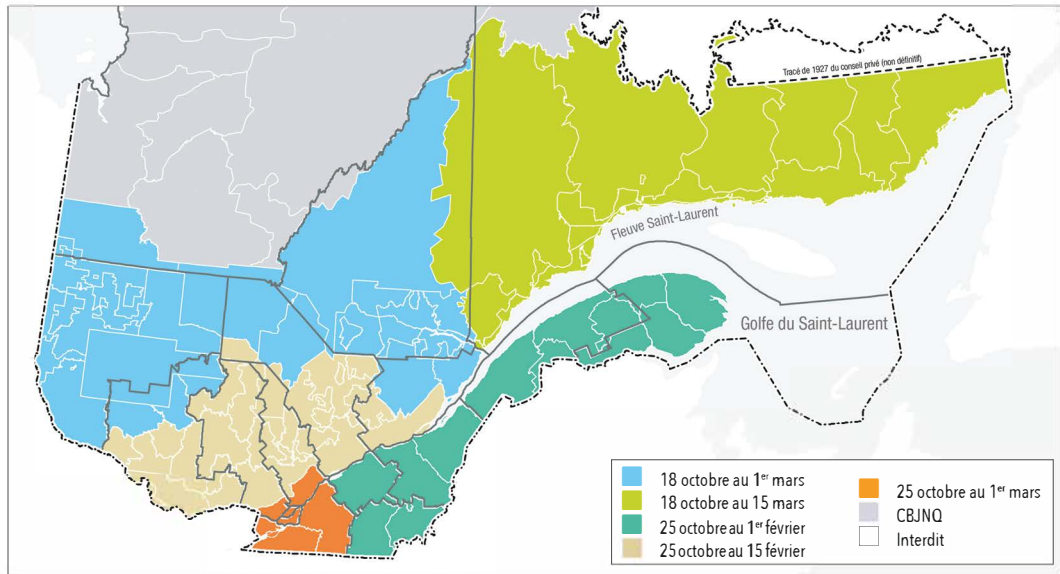 Tracé de 1927 du conseil privé (non définitif)
Fleuve Saint-Laurent
Golfe du Saint-Laurent
18 octobre au 1er mars
18 octobre au 15 mars
25 octobre au 1er février
25 octobre au 15 février
25 octobre au 1er mars
CBJNQ
Interdit